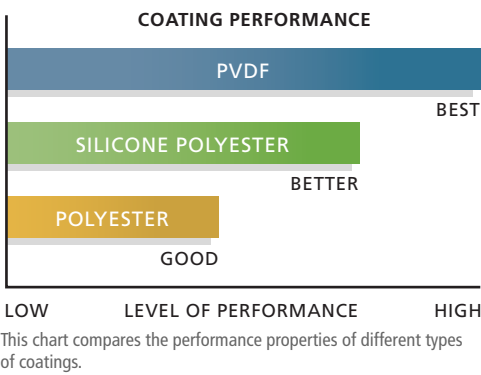 COATING PERFORMANCE
PVDF
BEST
SILICONE POLYESTER
BETTER
POLYESTER
GOOD
LOW LEVEL OF PERFORMANCE HIGH
This chart compares the performance properties of different types
of coatings.